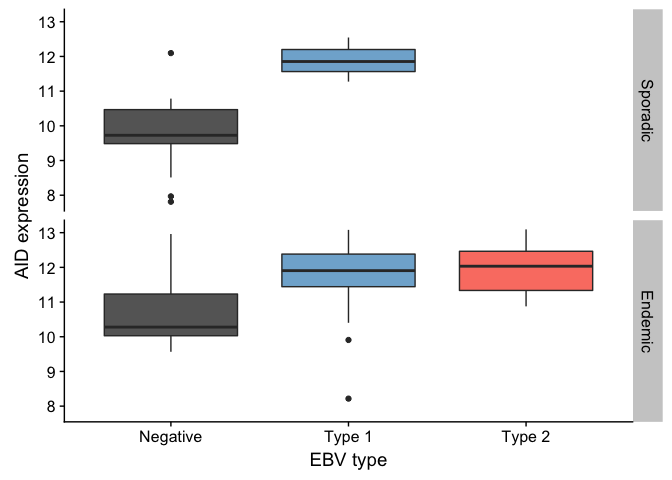 13
12
11
10
9
8
Sporadic
AID expression
13
12
11
10
9
8
Endemic
Negative Type 1 Type 2
EBV type